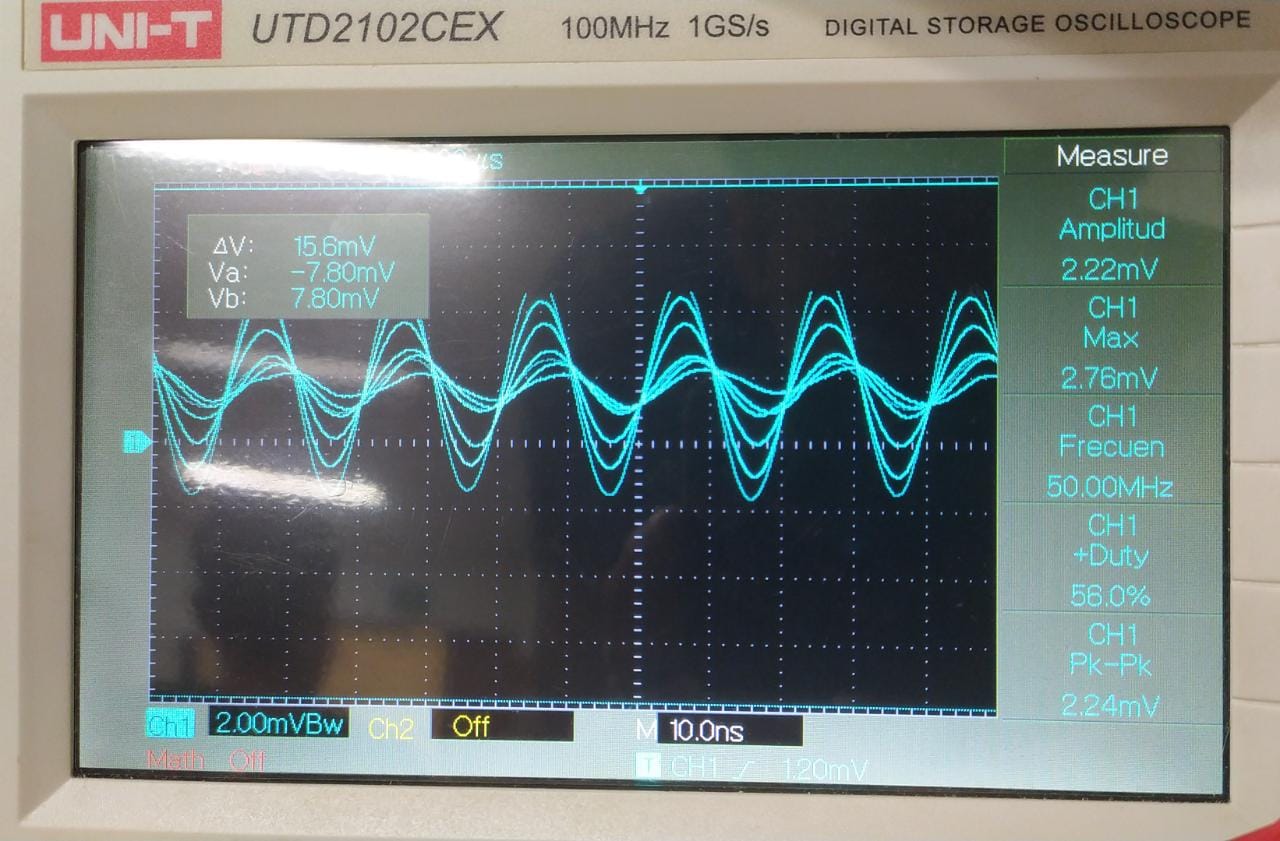 UNI-T UTD2102CEX 100MHz 1GS/s DIGITAL STORAGE OSCILLOSCOPE
µs
Measure
CH1
Amplitud
2.22mV
CH1
Max
2.76mV
CH1
Frecuen
50.00MHz
CH1
+Duty
56.0%
CH1
Pk-Pk
2.24mV
ΔV: 15.6mV
Va: -7.80mV
Vb: 7.80mV
1
Ch1 2.00mVBw Ch2 Off M 10.0ns
Math Off T CH1 1.20mV